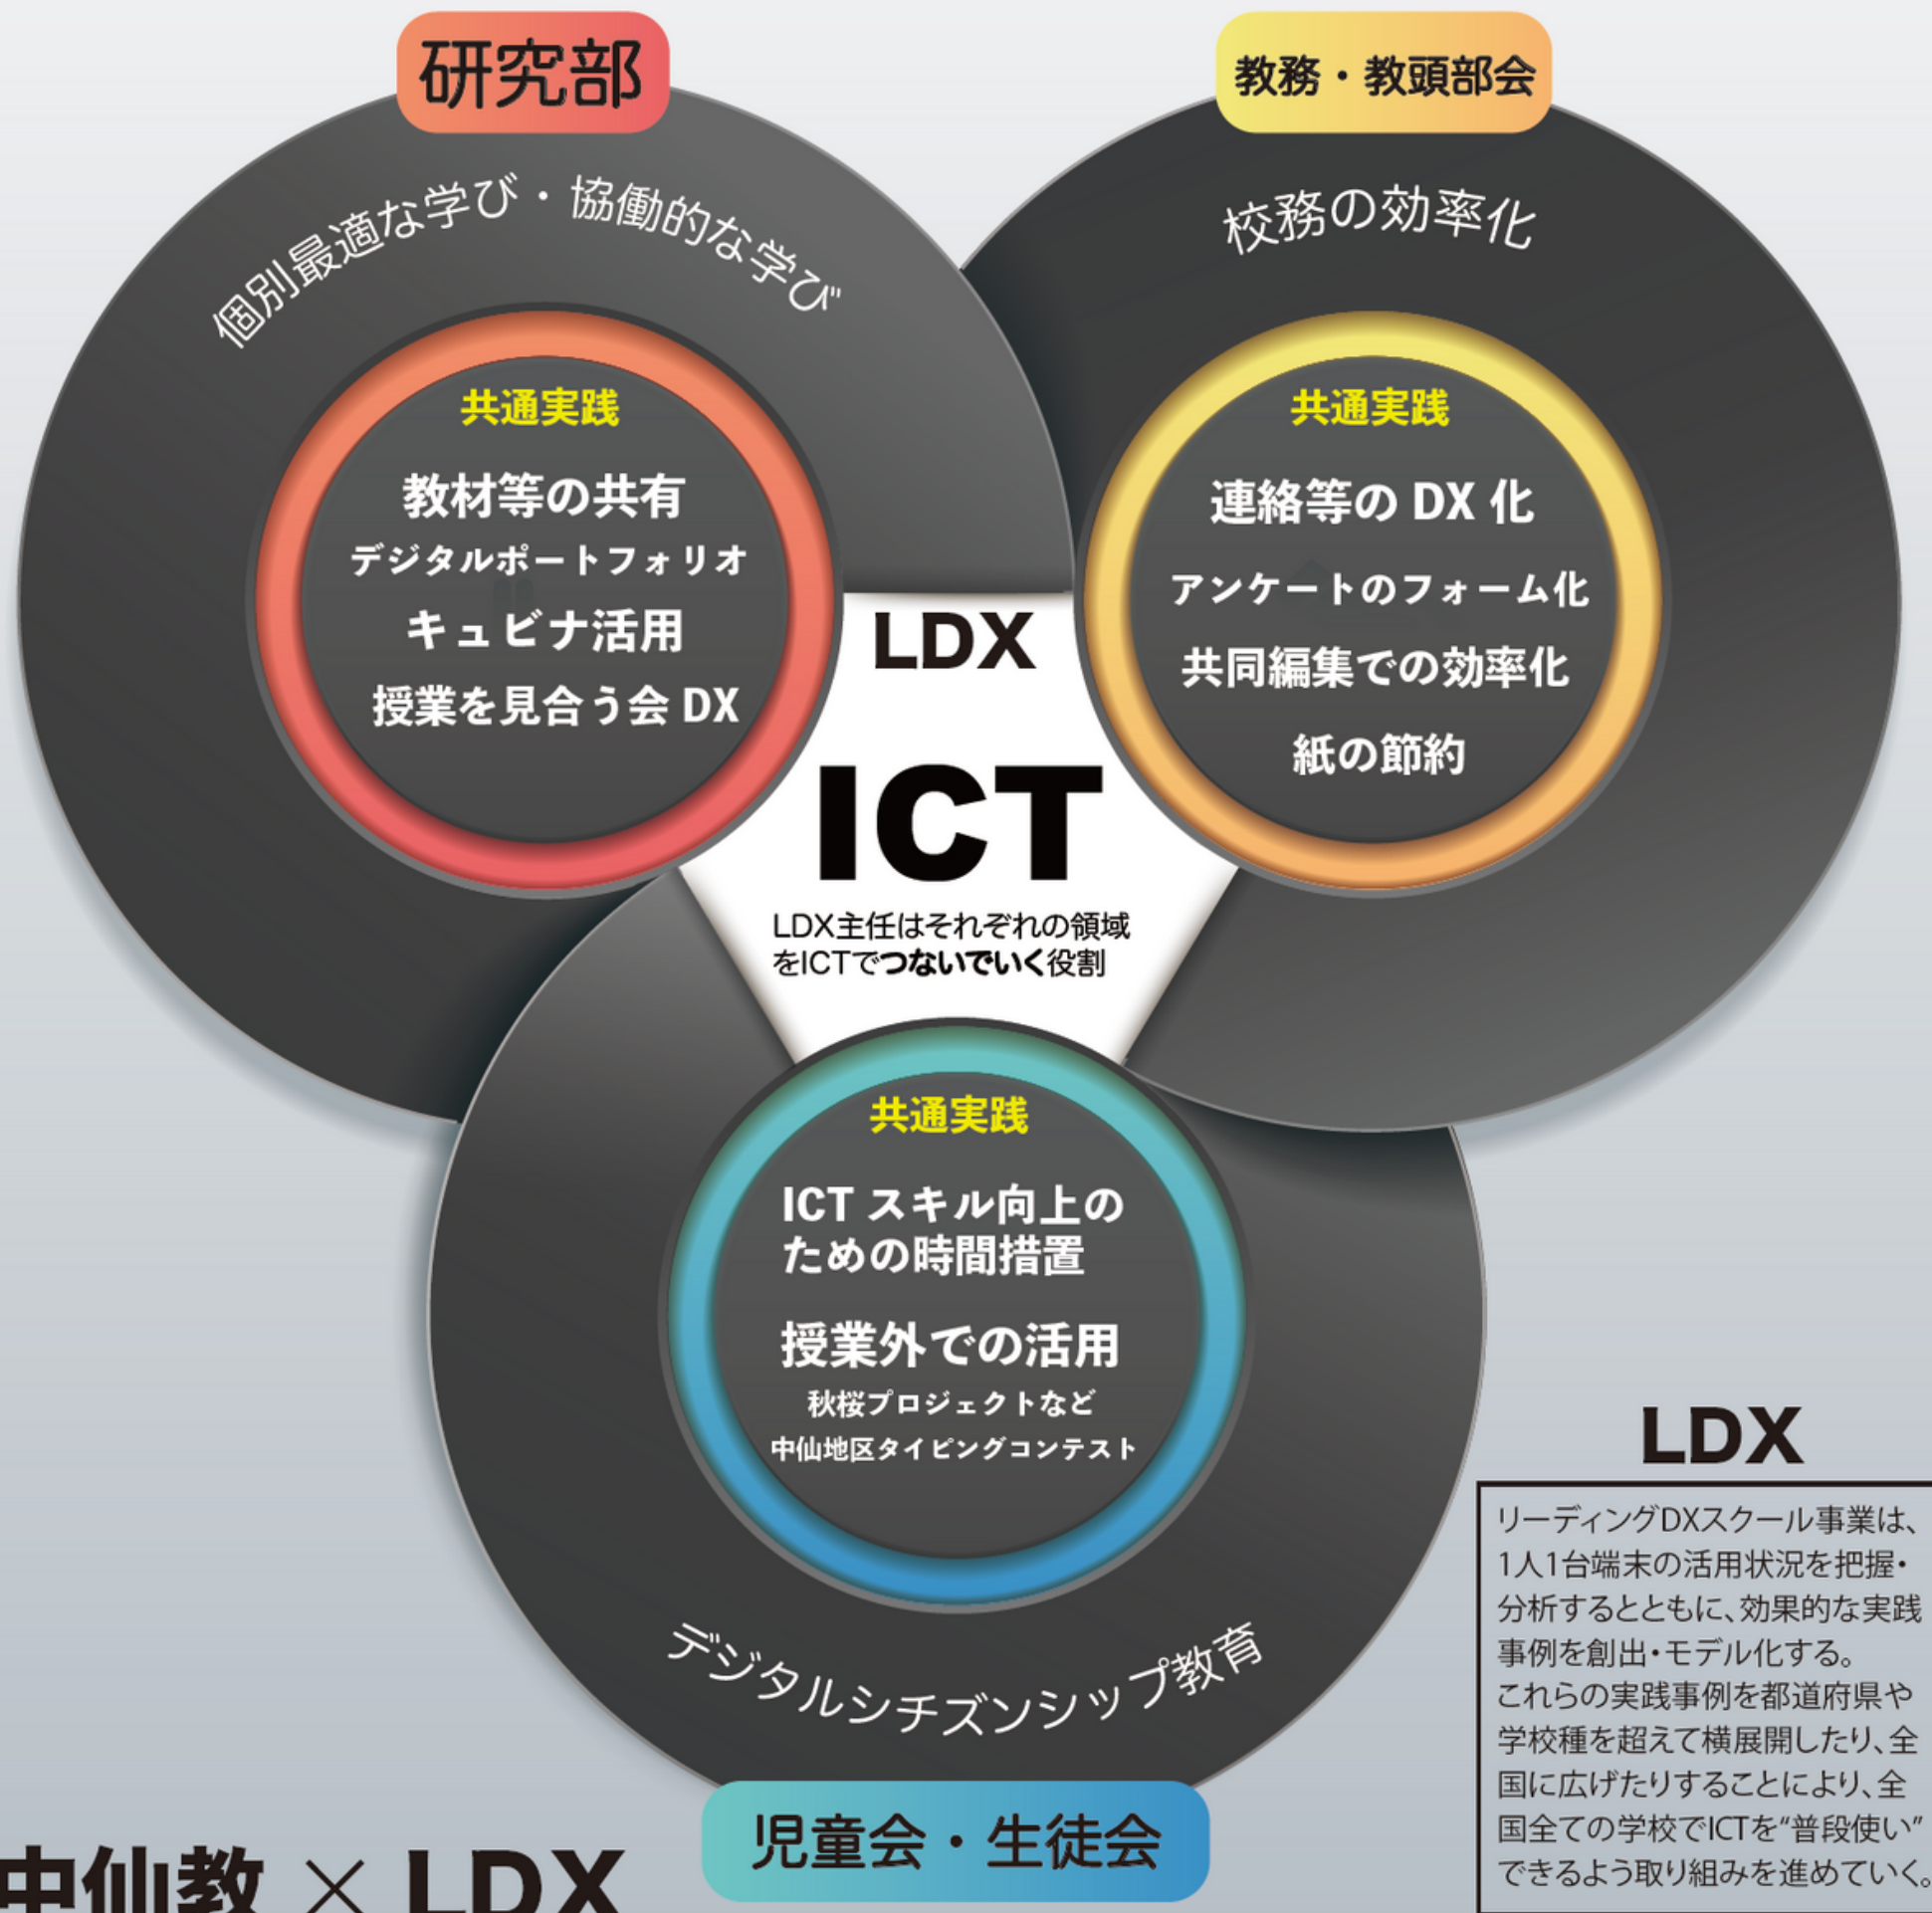 研究部
個別最適な学び・協働的な学び
共通実践
教材等の共有
デジタルポートフォリオ
キュビナ活用
授業を見合う会 DX
教務・教頭部会
校務の効率化
共通実践
連絡等の DX 化
アンケートのフォーム化
共同編集での効率化
紙の節約
LDX
ICT
LDX主任はそれぞれの領域
をICTでつないでいく役割
共通実践
ICT スキル向上の
ための時間措置
授業外での活用
秋桜プロジェクトなど
中仙地区タイピングコンテスト
デジタルシチズンシップ教育
児童会・生徒会
LDX
リーディングDXスクール事業は、
1人1台端末の活用状況を把握・
分析するとともに、効果的な実践
事例を創出・モデル化する。
これらの実践事例を都道府県や
学校種を超えて横展開したり、全
国に広げたりすることにより、全
国全ての学校でICTを“普段使い”
できるよう取り組みを進めていく。
中仙教 × LDX